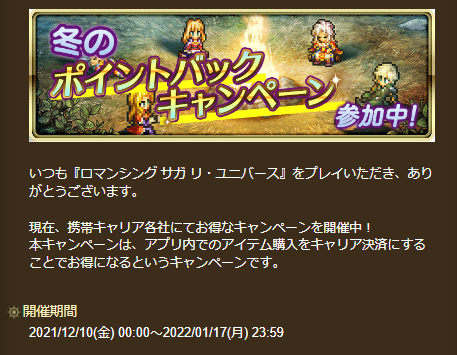 冬の
ポイントバック
キャンペーン
参加中!
いつも『ロマンシング サガ リ・ユニバース』をプレイいただき、あり
がとうございます。
現在、携帯キャリア各社にてお得なキャンペーンを開催中！
本キャンペーンは、アプリ内でのアイテム購入をキャリア決済にする
ことでお得になるというキャンペーンです。
開催期間
2021/12/10(金) 00:00～2022/01/17(月) 23:59